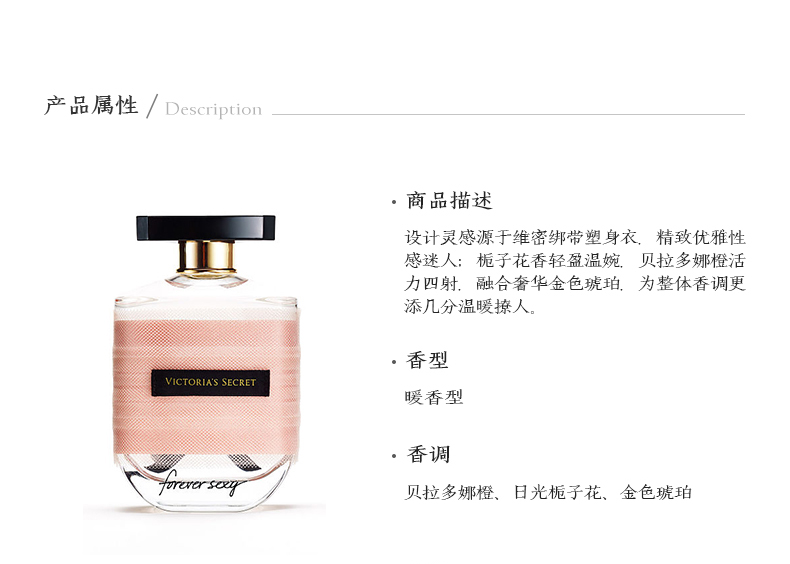 产品属性 / Description
商品描述
设计灵感源于维密绑带塑身衣，精致优雅性
感迷人；栀子花香轻盈温婉，贝拉多娜橙活
力四射，融合奢华金色琥珀，为整体香调更
添几分温暖撩人。
香型
暖香型
香调
贝拉多娜橙、日光栀子花、金色琥珀
VICTORIA'S SECRET
forever sexy